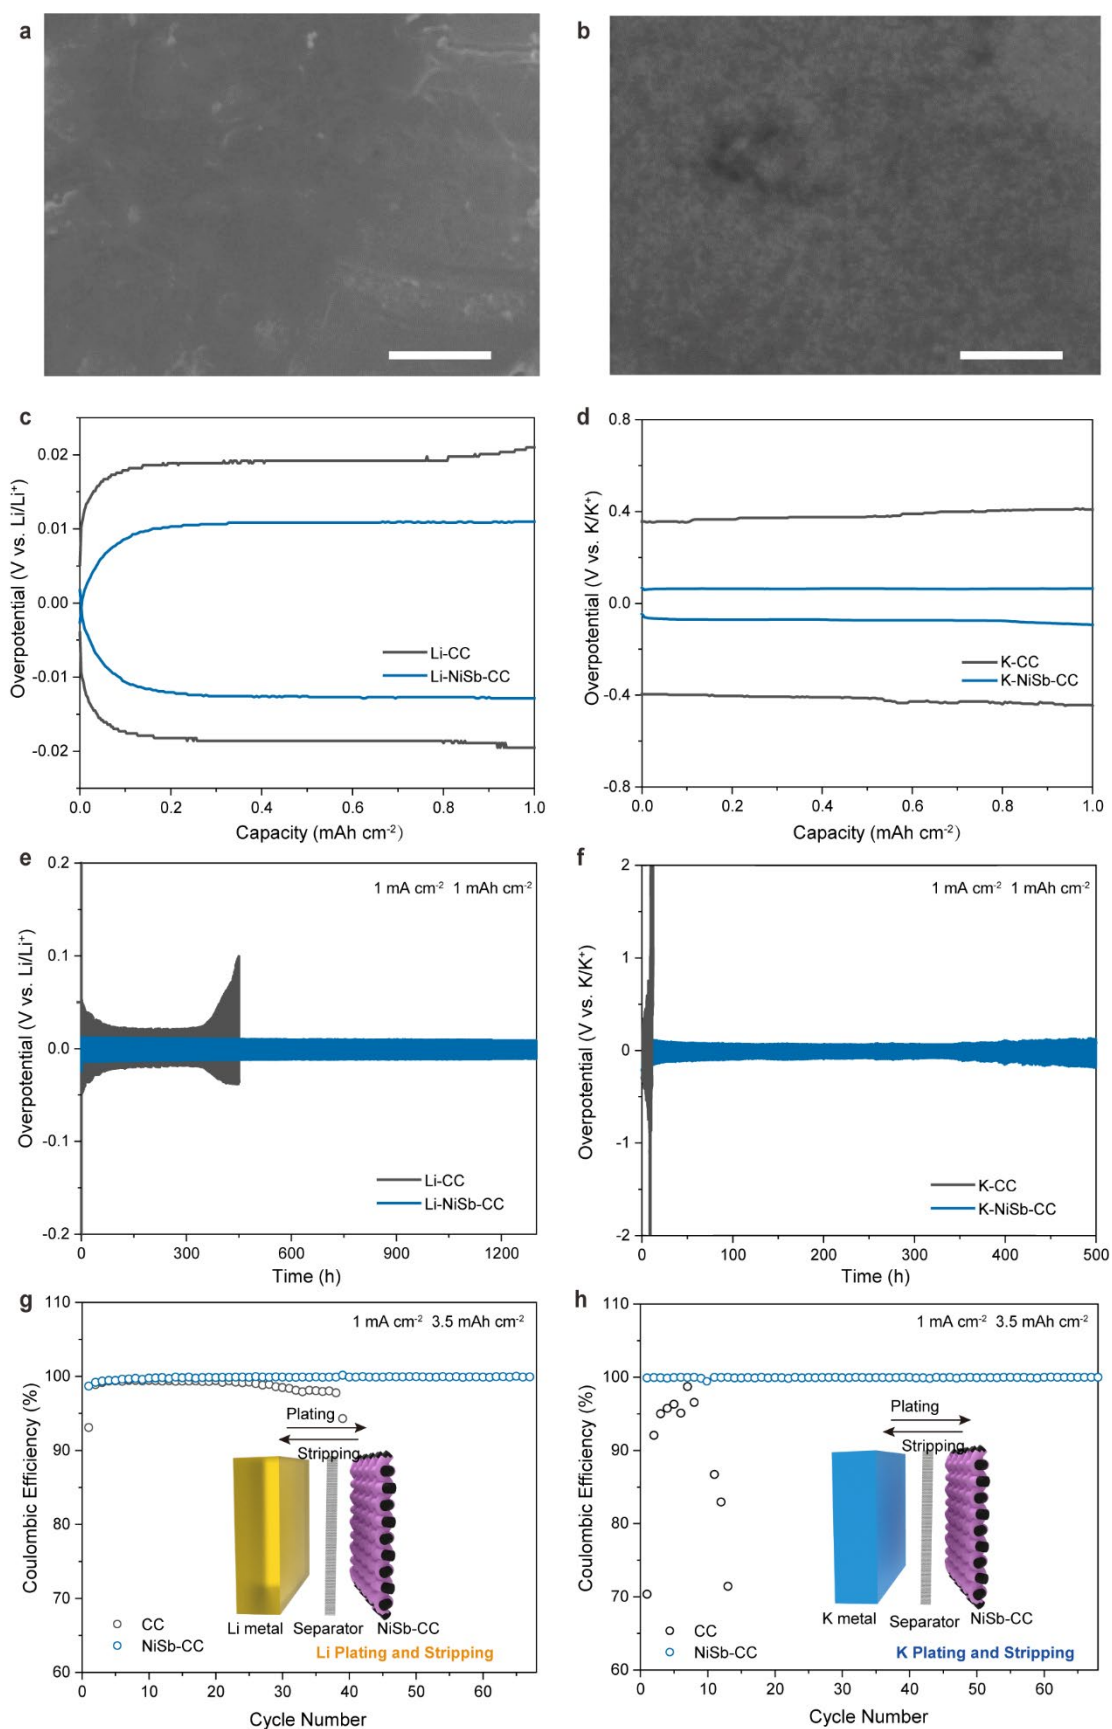 a
b
c
Overpotential (V vs. Li/Li⁺)
0.02
0.01
0.00
-0.01
-0.02
Li-CC
Li-NiSb-CC
0.0 0.2 0.4 0.6 0.8 1.0
Capacity (mAh cm⁻²)
d
Overpotential (V vs. K/K⁺)
0.8
0.4
0.0
-0.4
-0.8
K-CC
K-NiSb-CC
0.0 0.2 0.4 0.6 0.8 1.0
Capacity (mAh cm⁻²)
e
Overpotential (V vs. Li/Li⁺)
0.2
0.1
0.0
-0.1
-0.2
1 mA cm⁻² 1 mAh cm⁻²
Li-CC
Li-NiSb-CC
0 300 600 900 1200
Time (h)
f
Overpotential (V vs. K/K⁺)
2
1
0
-1
-2
1 mA cm⁻² 1 mAh cm⁻²
K-CC
K-NiSb-CC
0 100 200 300 400 500
Time (h)
g
Coulombic Efficiency (%)
110
100
90
80
70
60
1 mA cm⁻² 3.5 mAh cm⁻²
Plating
Stripping
CC
NiSb-CC
Li metal Separator NiSb-CC
Li Plating and Stripping
0 10 20 30 40 50 60
Cycle Number
h
Coulombic Efficiency (%)
110
100
90
80
70
60
1 mA cm⁻² 3.5 mAh cm⁻²
Plating
Stripping
CC
NiSb-CC
K metal Separator NiSb-CC
K Plating and Stripping
0 10 20 30 40 50 60
Cycle Number